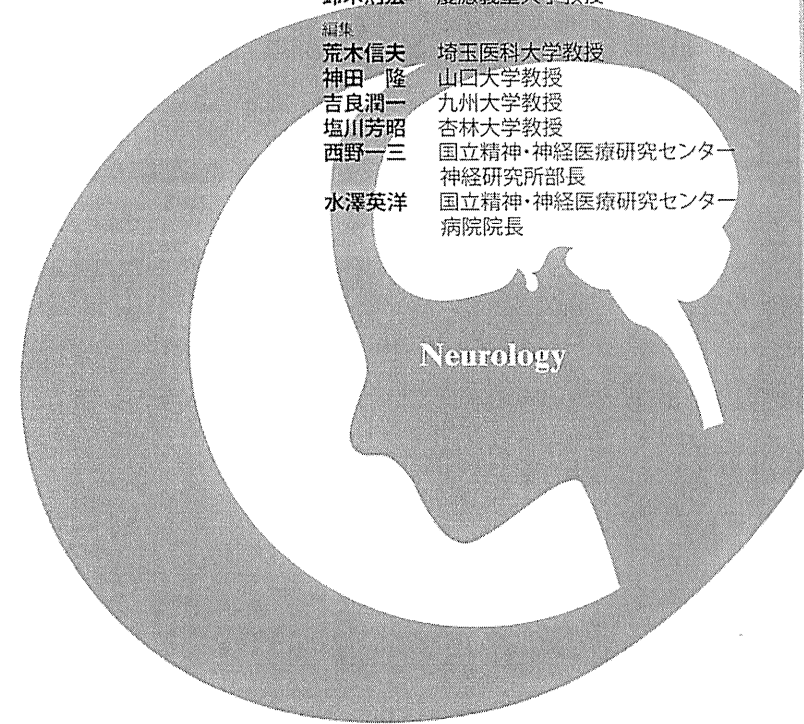 編集
荒木信夫 埼玉医科大学教授
神田 隆 山口大学教授
吉良潤一 九州大学教授
塩川芳昭 杏林大学教授
西野一三 国立精神・神経医療研究センター
神経研究所部長
水澤英洋 国立精神・神経医療研究センター
病院院長
Neurology